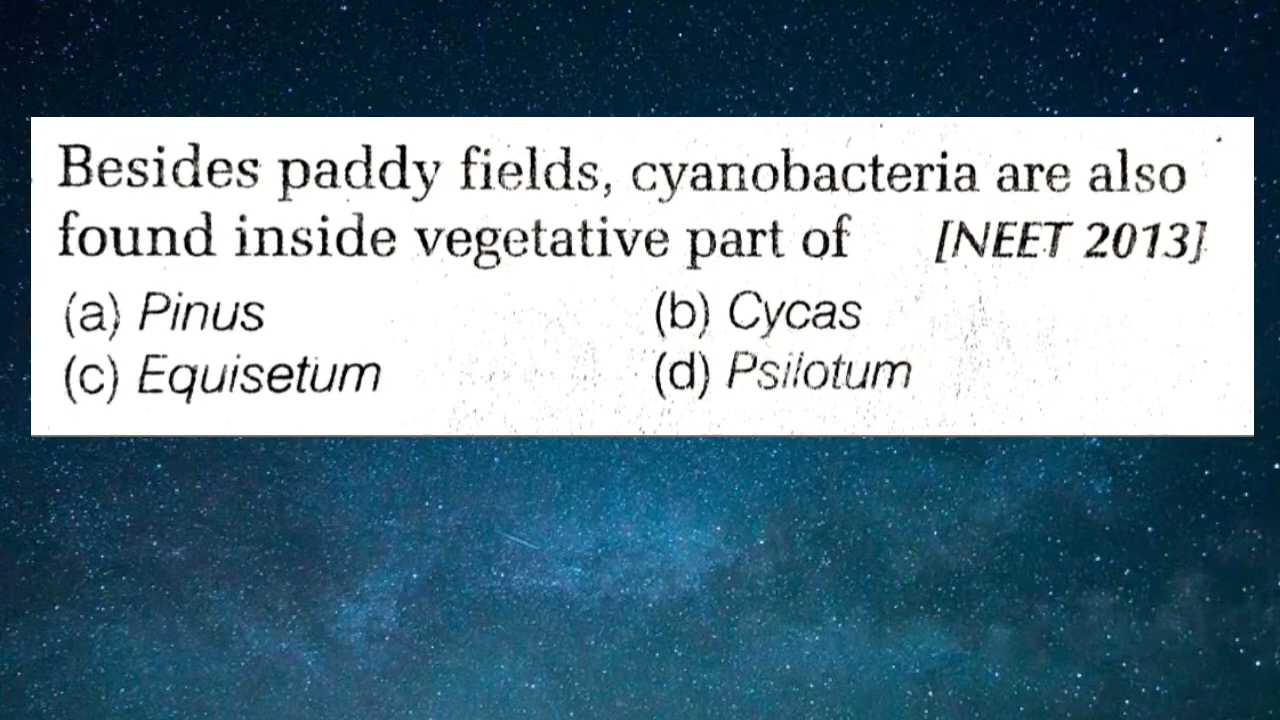 Besides paddy fields, cyanobacteria are also
found inside vegetative part of [NEET 2013]
(a) Pinus (b) Cycas
(c) Equisetum (d) Psilotum